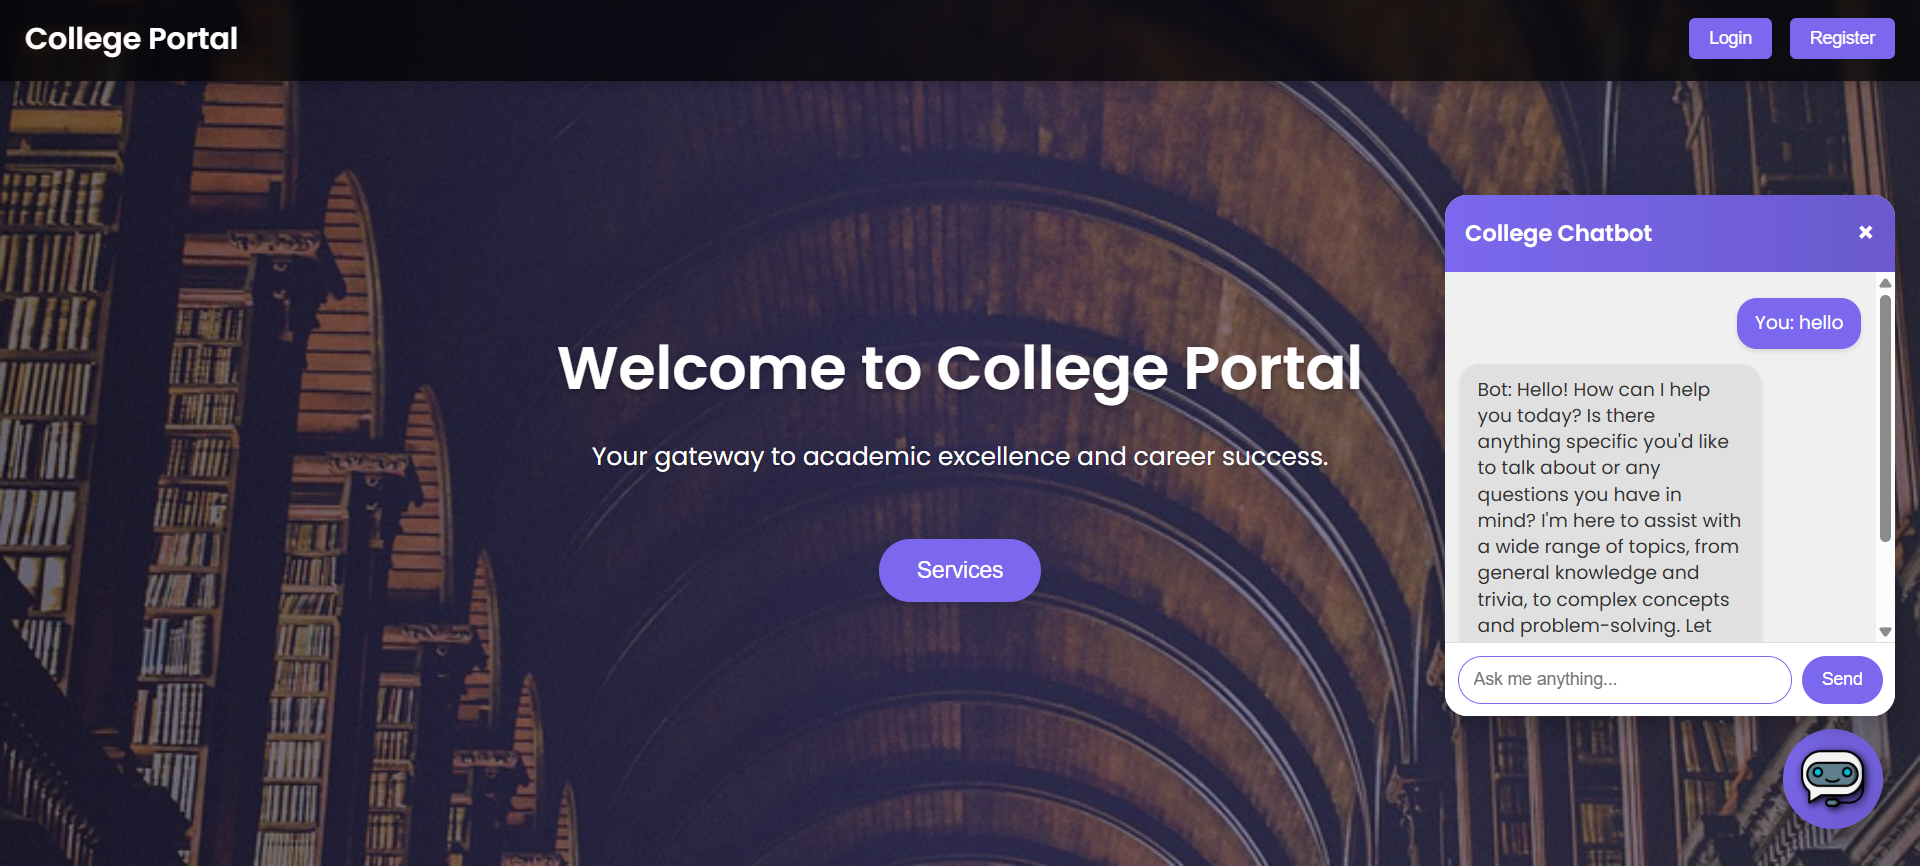 College Portal
Login
Register
Welcome to College Portal
Your gateway to academic excellence and career success.
Services
College Chatbot
×
You: hello
Bot: Hello! How can I help
you today? Is there
anything specific you'd like
to talk about or any
questions you have in
mind? I'm here to assist with
a wide range of topics, from
general knowledge and
trivia, to complex concepts
and problem-solving. Let
Ask me anything...
Send